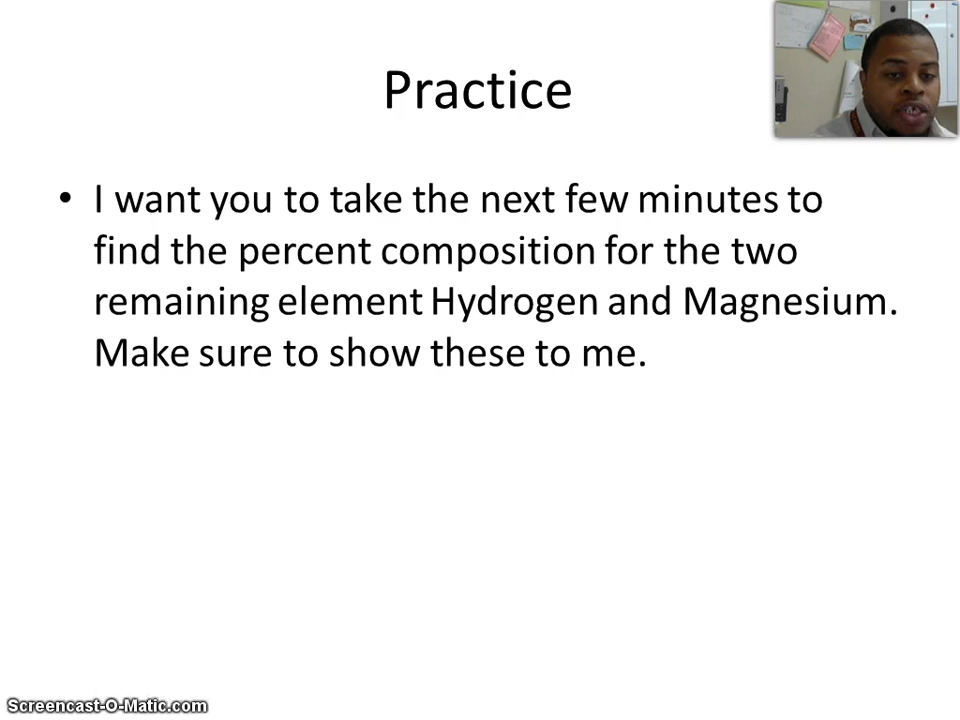 Practice
• I want you to take the next few minutes to
find the percent composition for the two
remaining element Hydrogen and Magnesium.
Make sure to show these to me.
Screencast-O-Matic.com